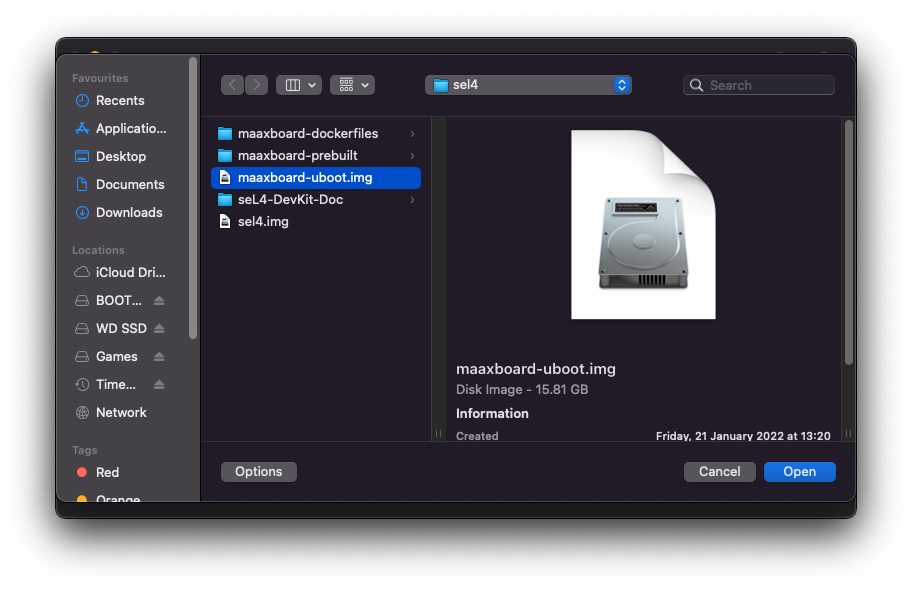 Favourites
Recents
Applicatio...
Desktop
Documents
Downloads
Locations
iCloud Dri...
BOOT...
WD SSD
Games
Time...
Network
Tags
Red
Orange
sel4
Search
maaxboard-dockerfiles
maaxboard-prebuilt
maaxboard-uboot.img
seL4-DevKit-Doc
sel4.img
maaxboard-uboot.img
Disk Image - 15.81 GB
Information
Created Friday, 21 January 2022 at 13:20
Options
Cancel
Open